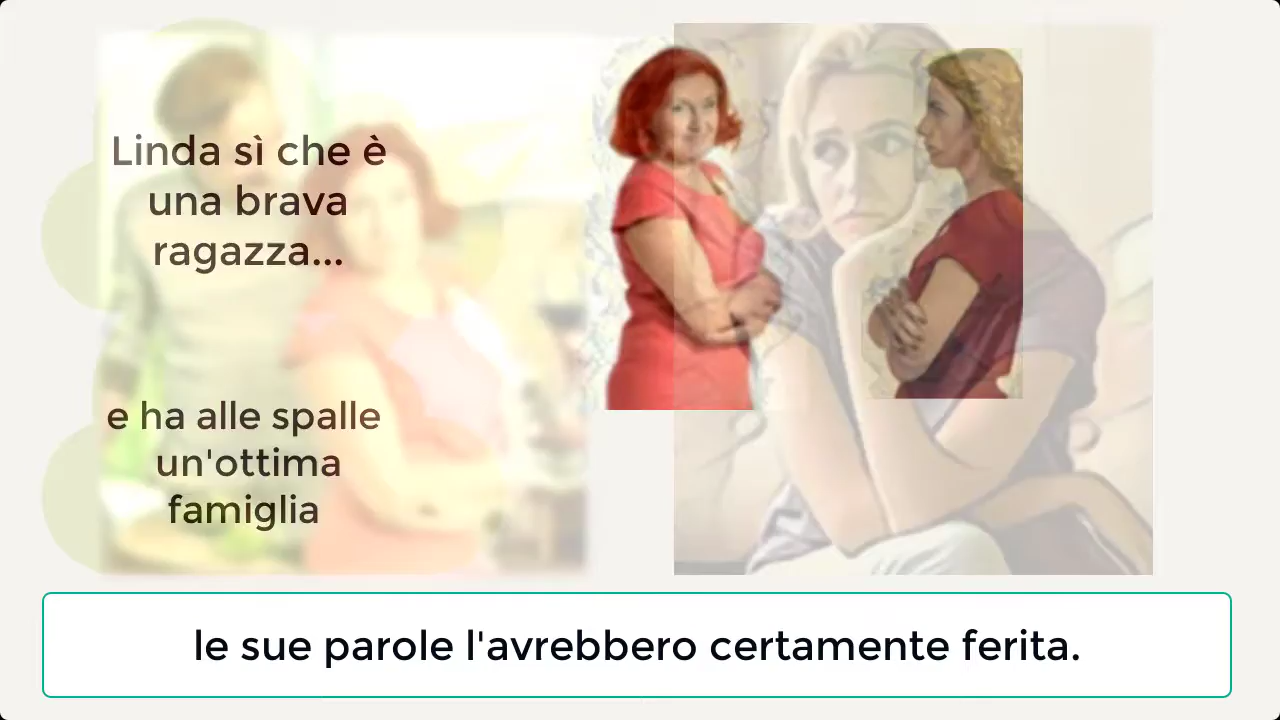 Linda sì che è
una brava
ragazza...
e ha alle spalle
un'ottima
famiglia
le sue parole l'avrebbero certamente ferita.